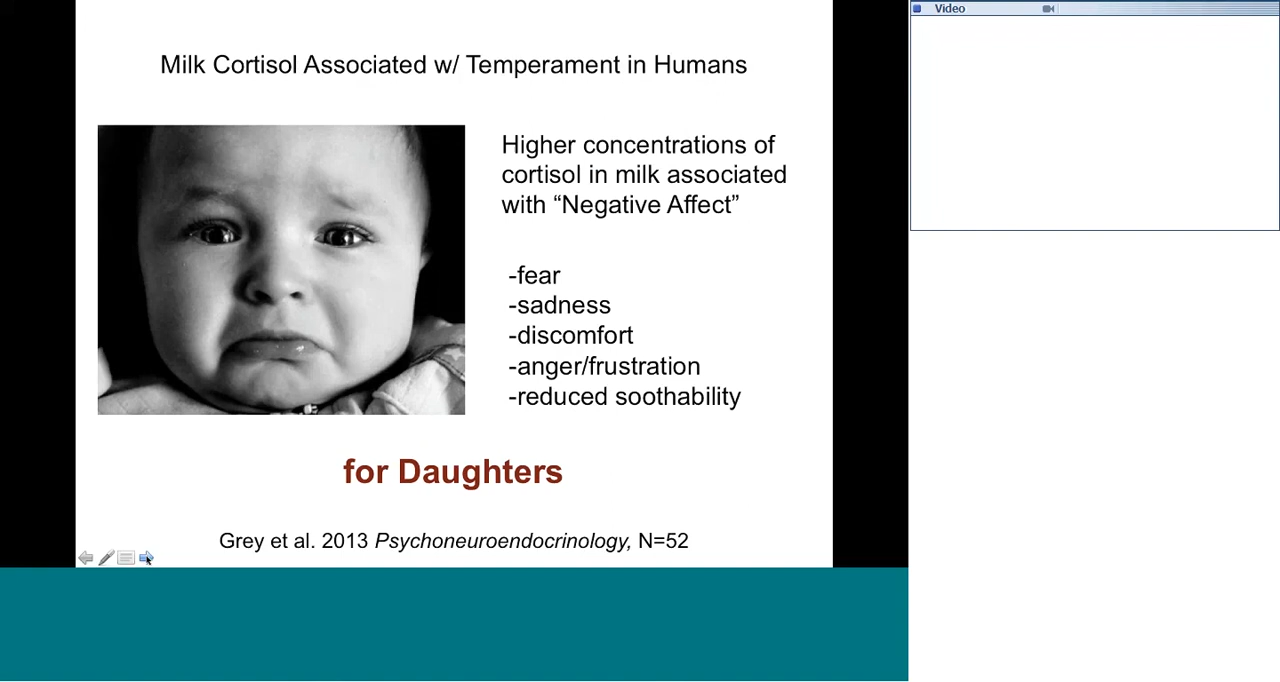 Video
Milk Cortisol Associated w/ Temperament in Humans
Higher concentrations of
cortisol in milk associated
with “Negative Affect”
-fear
-sadness
-discomfort
-anger/frustration
-reduced soothability
for Daughters
Grey et al. 2013 Psychoneuroendocrinology, N=52